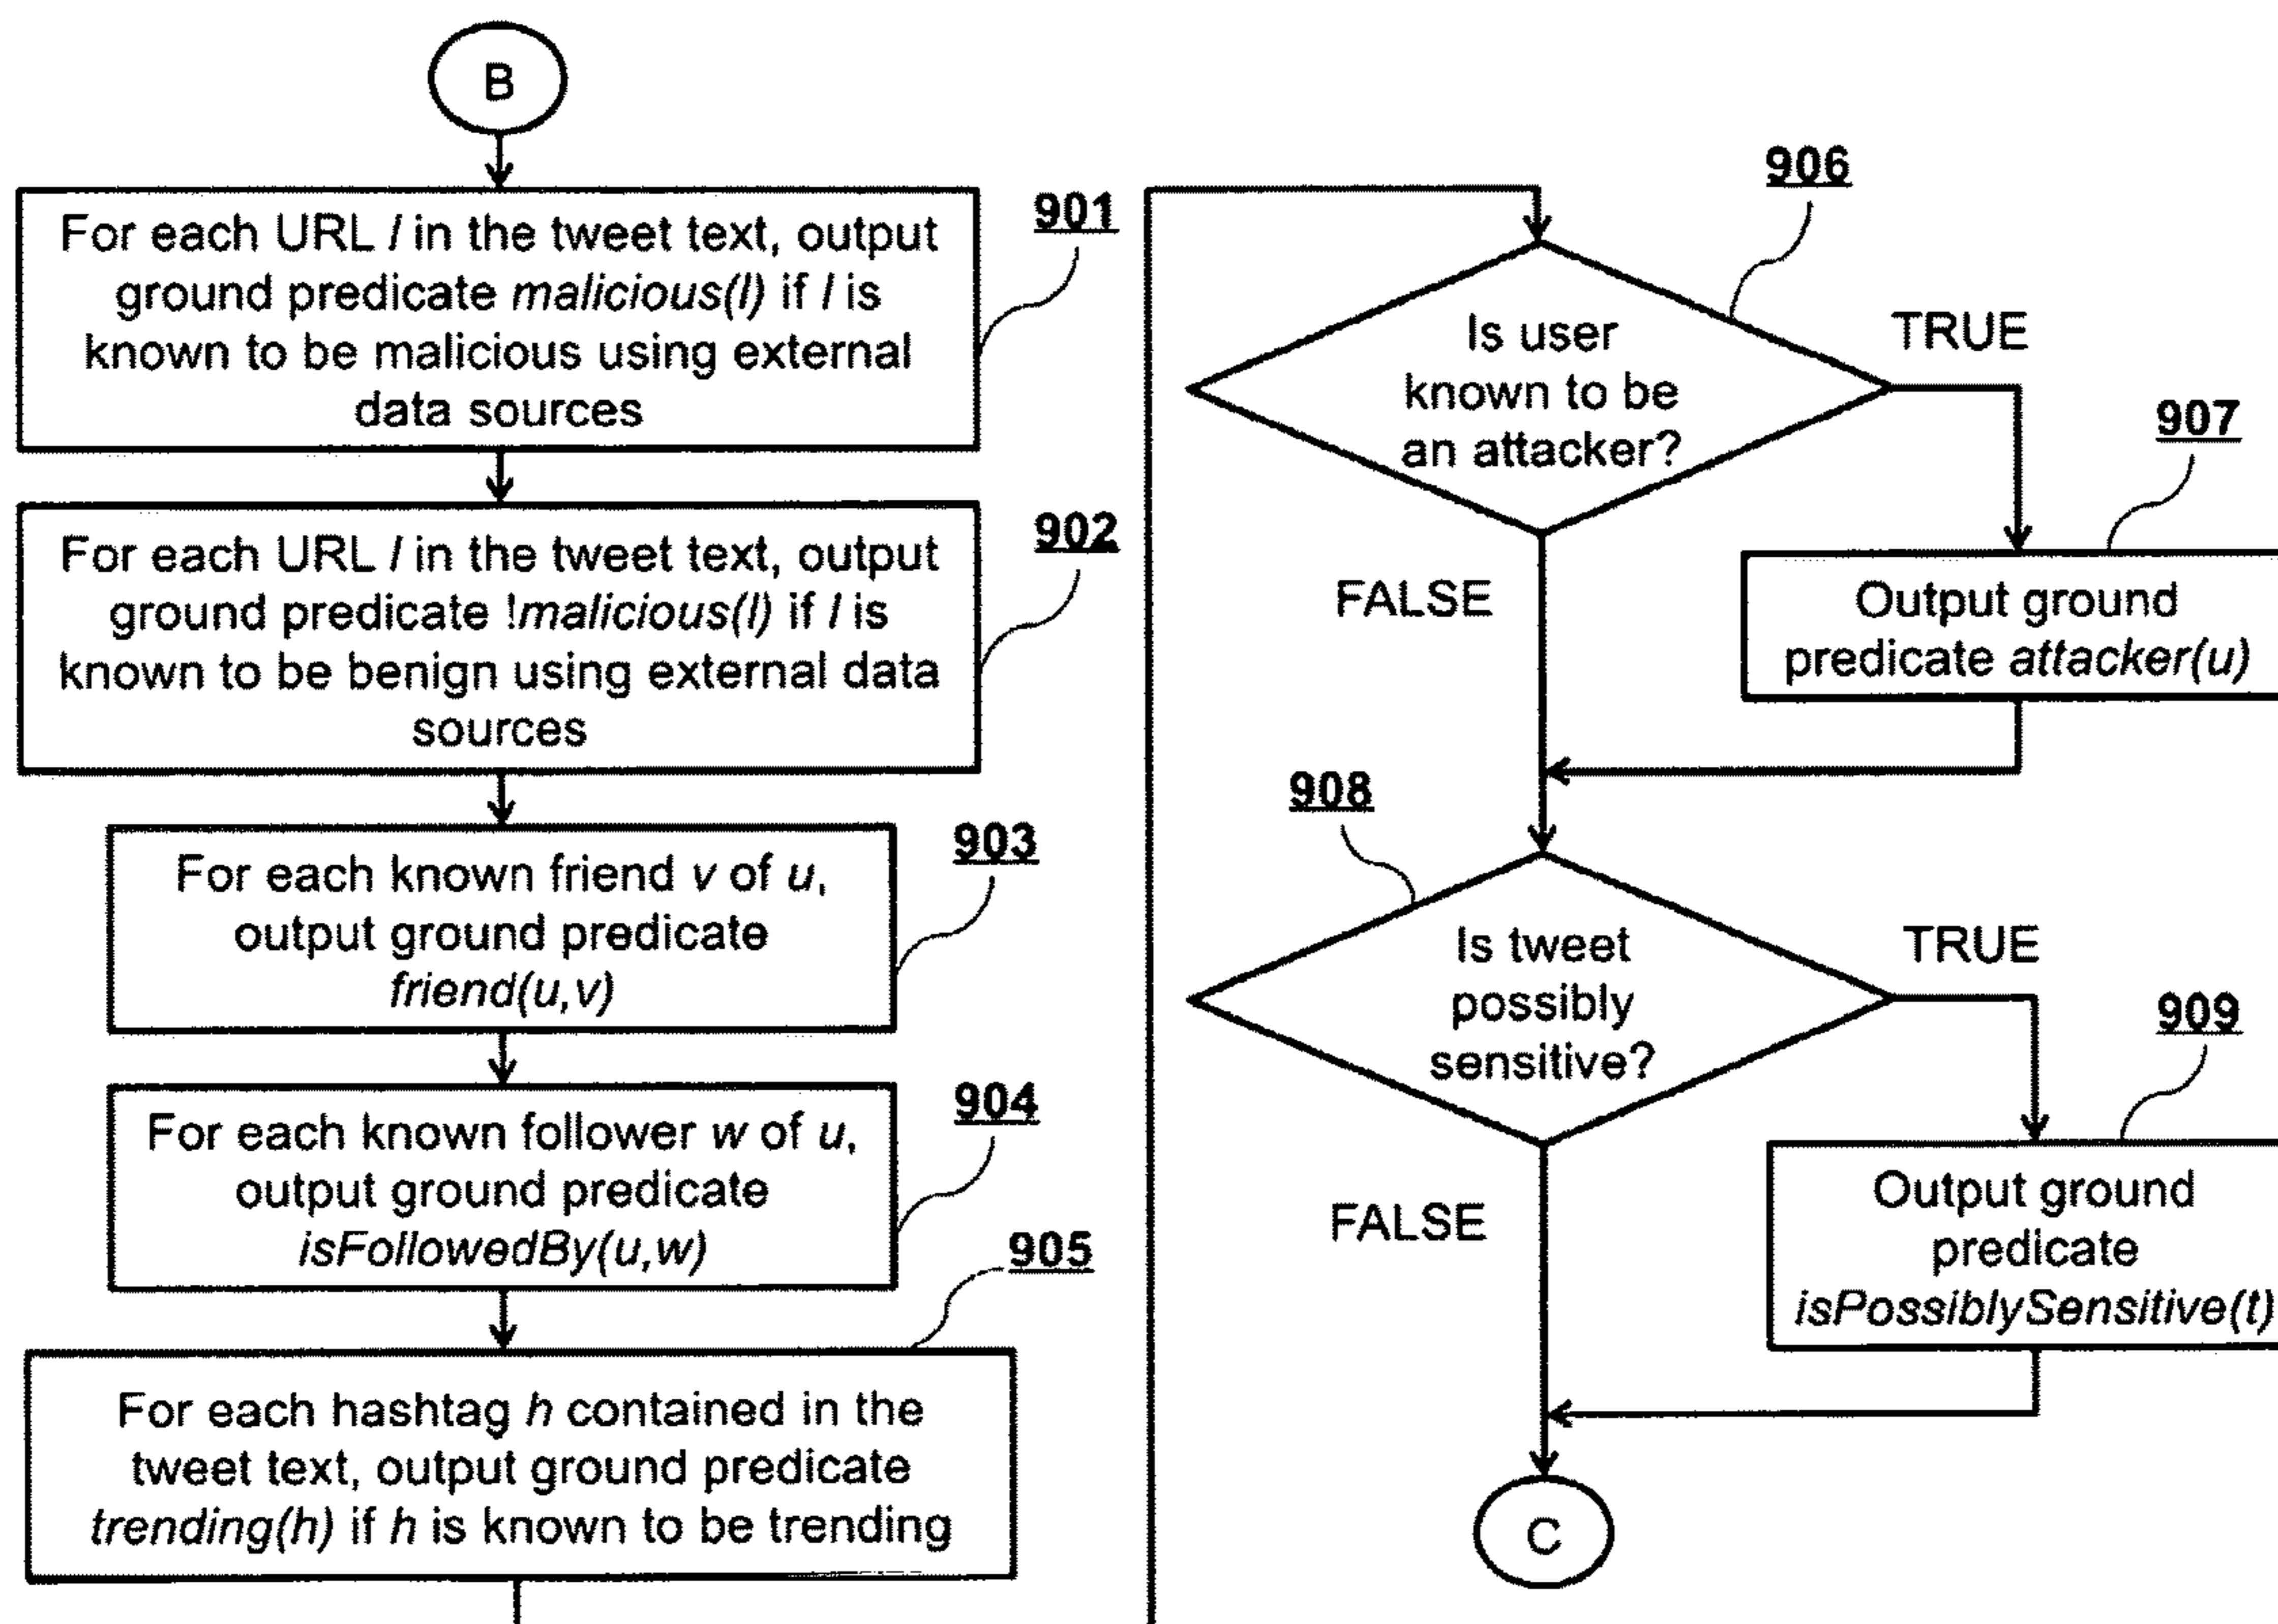 B
For each URL l in the tweet text, output
ground predicate malicious(l) if l is
known to be malicious using external
data sources
901
For each URL l in the tweet text, output
ground predicate !malicious(l) if l is
known to be benign using external data
sources
902
For each known friend v of u,
output ground predicate
friend(u,v)
903
For each known follower w of u,
output ground predicate
isFollowedBy(u,w)
904
905
For each hashtag h contained in the
tweet text, output ground predicate
trending(h) if h is known to be trending
906
Is user
known to be
an attacker?
TRUE
FALSE
907
Output ground
predicate attacker(u)
908
Is tweet
possibly
sensitive?
TRUE
FALSE
909
Output ground
predicate
isPossiblySensitive(t)
C